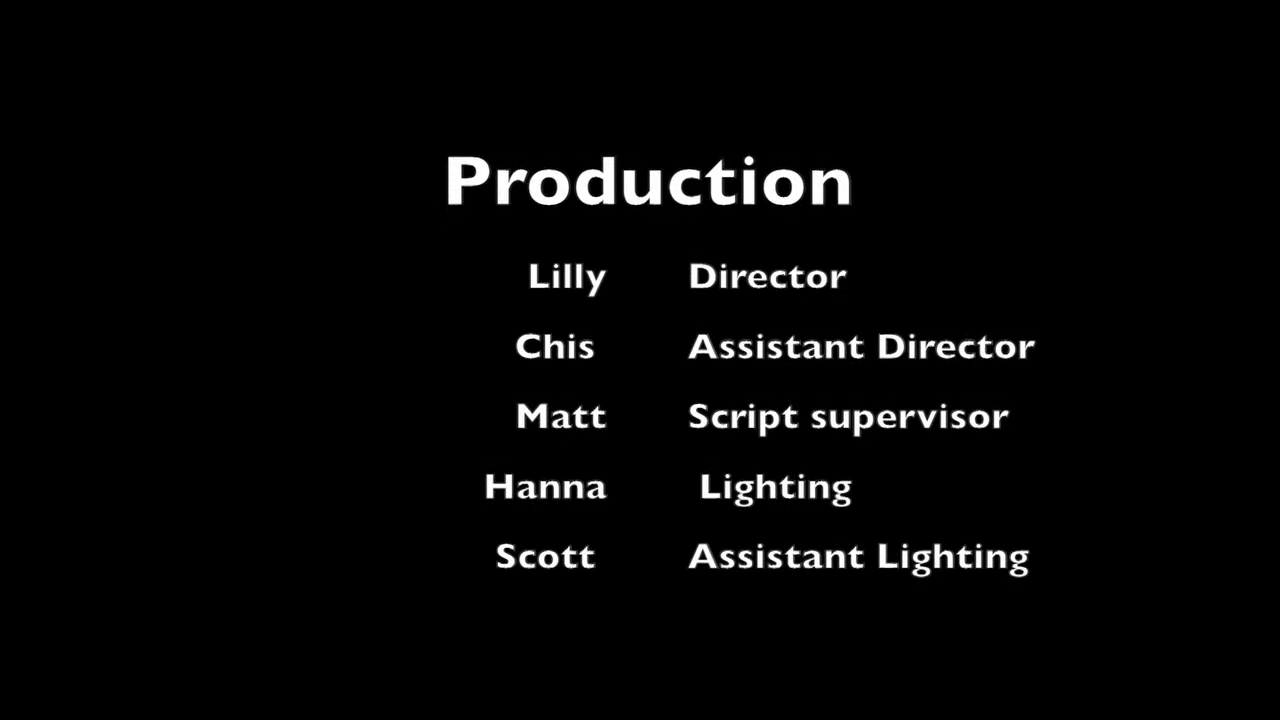 Production
Lilly Director
Chis Assistant Director
Matt Script supervisor
Hanna Lighting
Scott Assistant Lighting